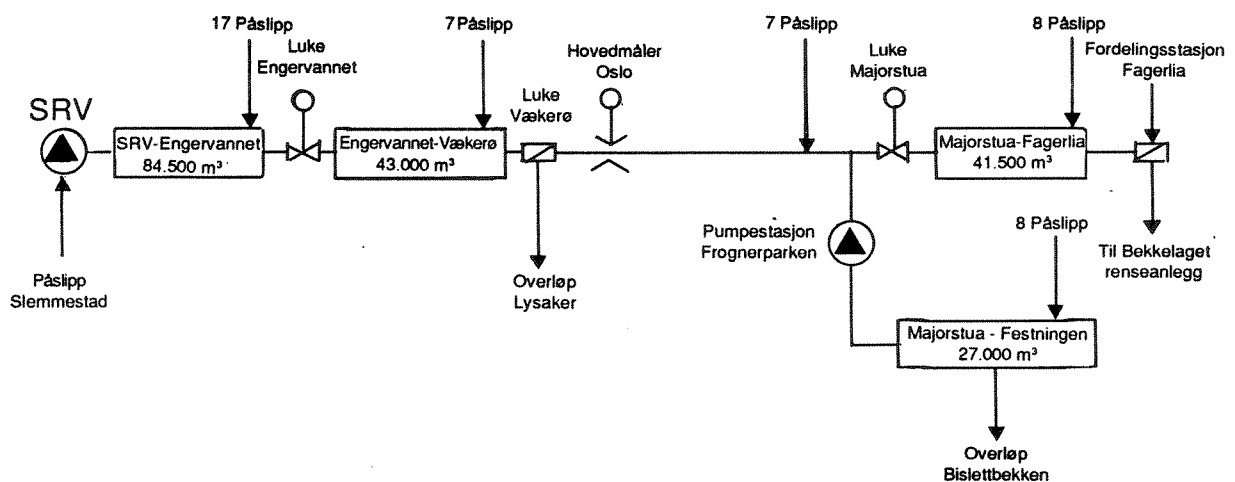 17 Påslipp
7 Påslipp
7 Påslipp
8 Påslipp
Luke
Engervannet
Hovedmåler
Oslo
Luke
Majorstua
Fordelingsstasjon
Fagerlia
Luke
Vækerø
SRV
SRV-Engervannet
84.500 m³
Engervannet-Vækerø
43.000 m³
Majorstua-Fagerlia
41.500 m³
Pumpestasjon
Frognerparken
8 Påslipp
Til Bekkelaget
renseanlegg
Påslipp
Slemmestad
Overløp
Lysaker
Majorstua - Festningen
27.000 m³
Overløp
Bislettbekken